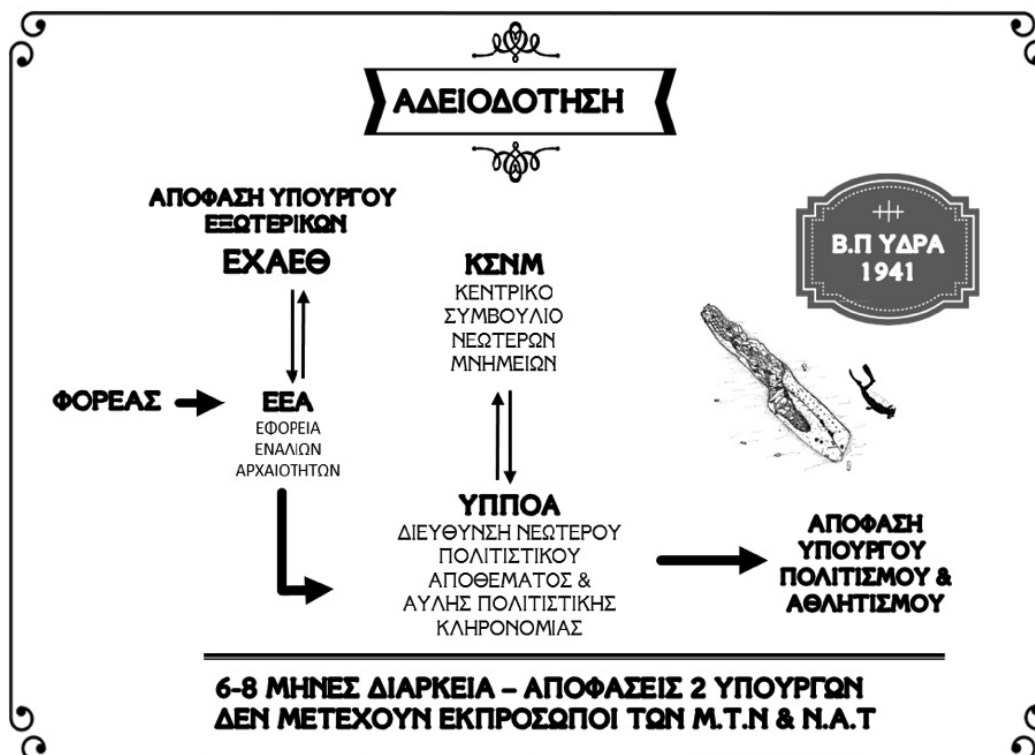 ΑΔΕΙΟΔΟΤΗΣΗ
ΑΠΟΦΑΣΗ ΥΠΟΥΡΓΟΥ
ΕΞΩΤΕΡΙΚΩΝ
ΕΧΑΕΘ
ΚΣΝΜ
ΚΕΝΤΡΙΚΟ
ΣΥΜΒΟΥΛΙΟ
ΝΕΩΤΕΡΩΝ
ΜΝΗΜΕΙΩΝ
Β.Π ΥΔΡΑ
1941
ΦΟΡΕΑΣ
ΕΕΑ
ΕΦΟΡΕΙΑ
ΕΝΑΛΙΩΝ
ΑΡΧΑΙΟΤΗΤΩΝ
ΥΠΠΟΑ
ΔΙΕΥΘΥΝΣΗ ΝΕΩΤΕΡΟΥ
ΠΟΛΙΤΙΣΤΙΚΟΥ
ΑΠΟΘΕΜΑΤΟΣ &
ΑΥΛΗΣ ΠΟΛΙΤΙΣΤΙΚΗΣ
ΚΛΗΡΟΝΟΜΙΑΣ
ΑΠΟΦΑΣΗ
ΥΠΟΥΡΓΟΥ
ΠΟΛΙΤΙΣΜΟΥ &
ΑΘΛΗΤΙΣΜΟΥ
6-8 ΜΗΝΕΣ ΔΙΑΡΚΕΙΑ – ΑΠΟΦΑΣΕΙΣ 2 ΥΠΟΥΡΓΩΝ
ΔΕΝ ΜΕΤΕΧΟΥΝ ΕΚΠΡΟΣΩΠΟΙ ΤΩΝ Μ.Τ.Ν & Ν.Α.Τ